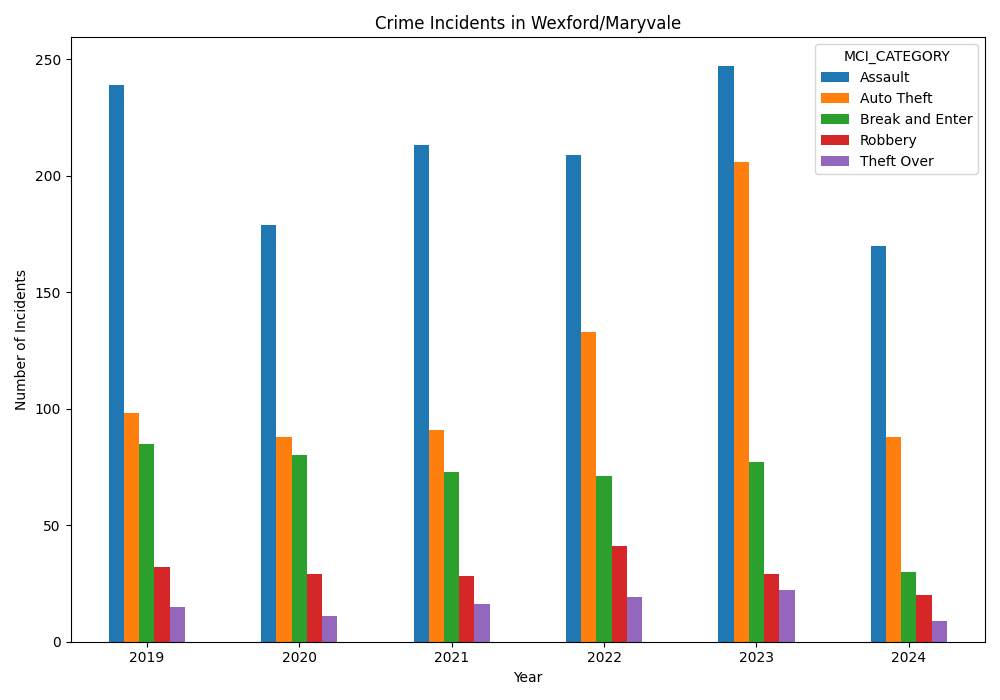 Crime Incidents in Wexford/Maryvale
Number of Incidents
250
200
150
100
50
0
MCI_CATEGORY
Assault
Auto Theft
Break and Enter
Robbery
Theft Over
2019 2020 2021 2022 2023 2024
Year